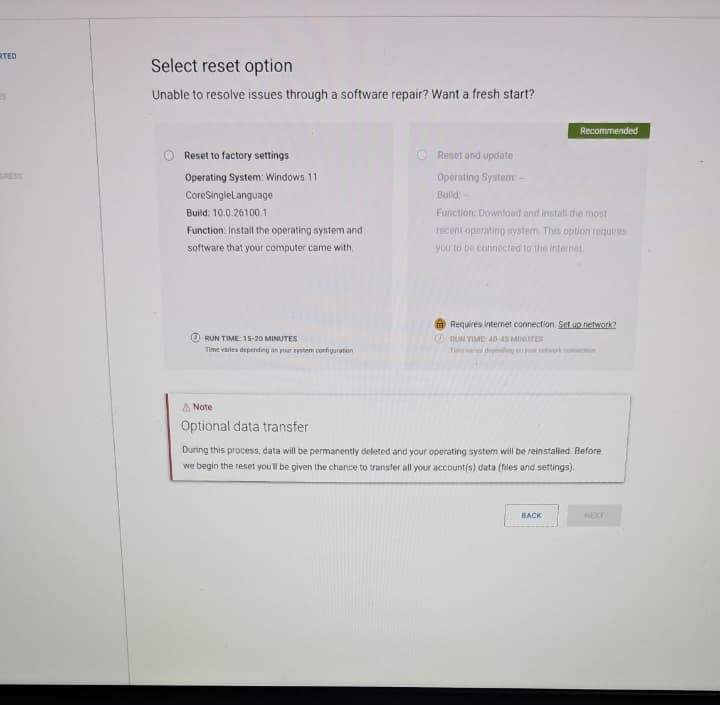 RTED
Select reset option
Unable to resolve issues through a software repair? Want a fresh start?
Recommended
Reset to factory settings
Operating System: Windows 11
CoreSingleLanguage
Build: 10.0.26100.1
Function: Install the operating system and
software that your computer came with.
RUN TIME: 15-20 MINUTES
Time varies depending on your system configuration
Reset and update
Operating System: --
Build: --
Function: Download and install the most
recent operating system. This option requires
you to be connected to the internet.
Requires internet connection. Set up network?
RUN TIME: 40-45 MINUTES
Time varies depending on your network connection
GRESS
Note
Optional data transfer
During this process, data will be permanently deleted and your operating system will be reinstalled. Before
we begin the reset you'll be given the chance to transfer all your account(s) data (files and settings).
BACK
NEXT